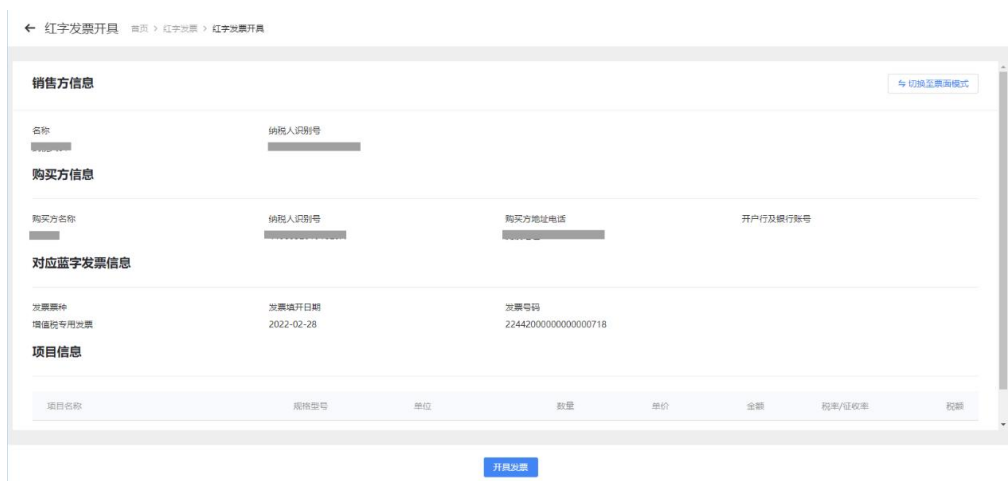 ← 红字发票开具 首页 > 红字发票 > 红字发票开具
销售方信息 切换至票面模式
名称 纳税人识别号
购买方信息
购买方名称 纳税人识别号 购买方地址电话 开户行及银行账号
对应蓝字发票信息
发票票种 发票填开日期 发票号码
增值税专用发票 2022-02-28 22442000000000000718
项目信息
项目名称 规格型号 单位 数量 单价 金额 税率/征收率 税额
开具发票